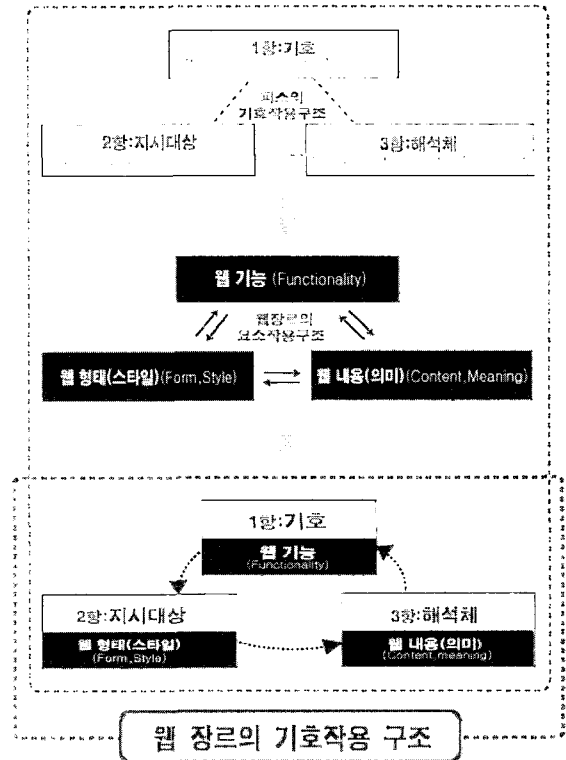 1항:기호
퍼스의
기호작용구조
2항:지시대상
3항:해석체
웹 기능 (Functionality)
웹장르의
요소작용구조
웹 형태(스타일)(Form,Style)
웹 내용(의미)(Content,Meaning)
1항:기호
웹 기능
(Functionality)
2항:지시대상
웹 형태(스타일)
(Form,Style)
3항:해석체
웹 내용(의미)
(Content,meaning)
웹 장르의 기호작용 구조